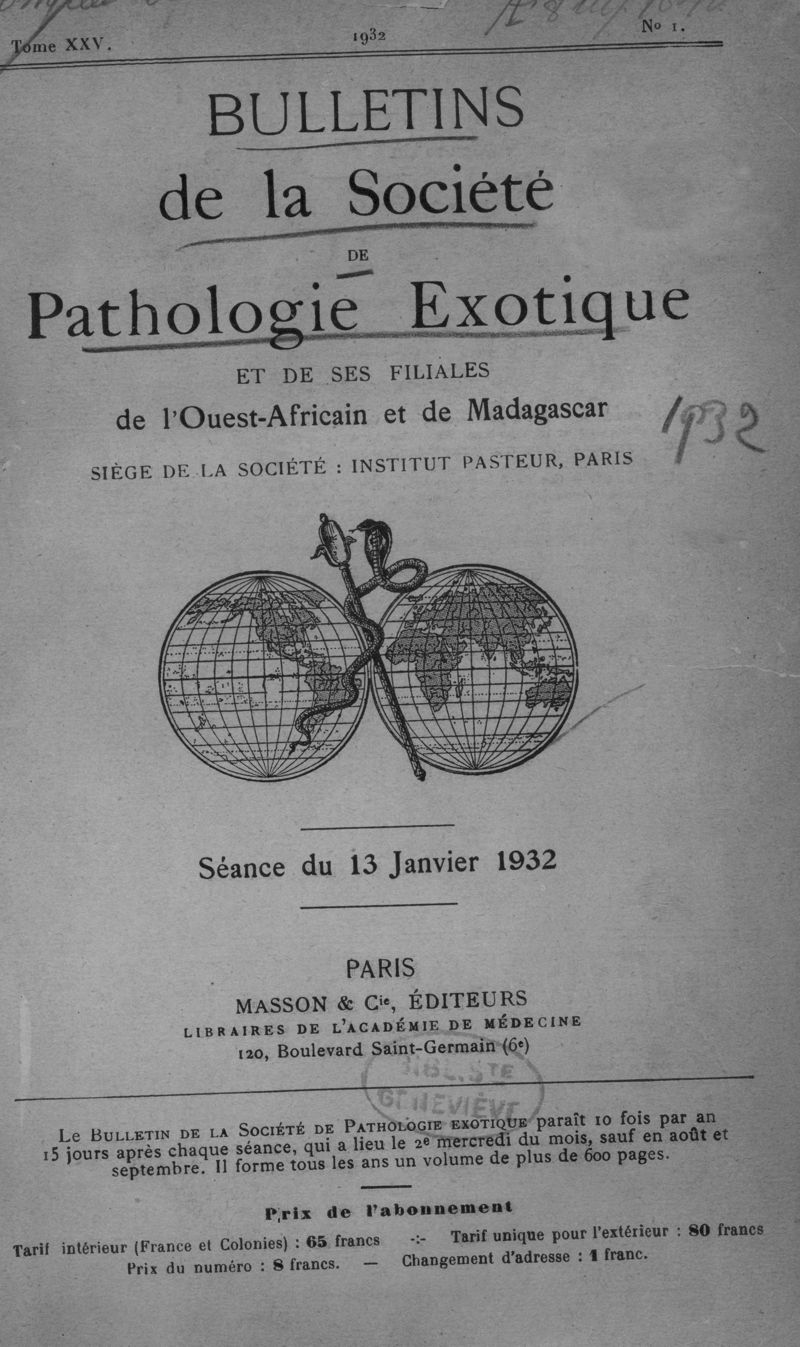 Tome XXV.
1932
No 1.
BULLETINS
de la Société
DE
Pathologie Exotique
ET DE SES FILIALES
de l'Ouest-Africain et de Madagascar
1932
SIÈGE DE LA SOCIÉTÉ : INSTITUT PASTEUR, PARIS
Séance du 13 Janvier 1932
PARIS
MASSON & Cie, ÉDITEURS
LIBRAIRES DE L'ACADÉMIE DE MÉDECINE
120, Boulevard Saint-Germain (6e)
GENEVIÈVE
Le BULLETIN DE LA SOCIÉTÉ DE PATHOLOGIE EXOTIQUE paraît 10 fois par an
15 jours après chaque séance, qui a lieu le 2e mercredi du mois, sauf en août et
septembre. Il forme tous les ans un volume de plus de 600 pages.
Prix de l'abonnement
Tarif intérieur (France et Colonies) : 65 francs -:- Tarif unique pour l'extérieur : 80 francs
Prix du numéro : 8 francs. — Changement d'adresse : 1 franc.